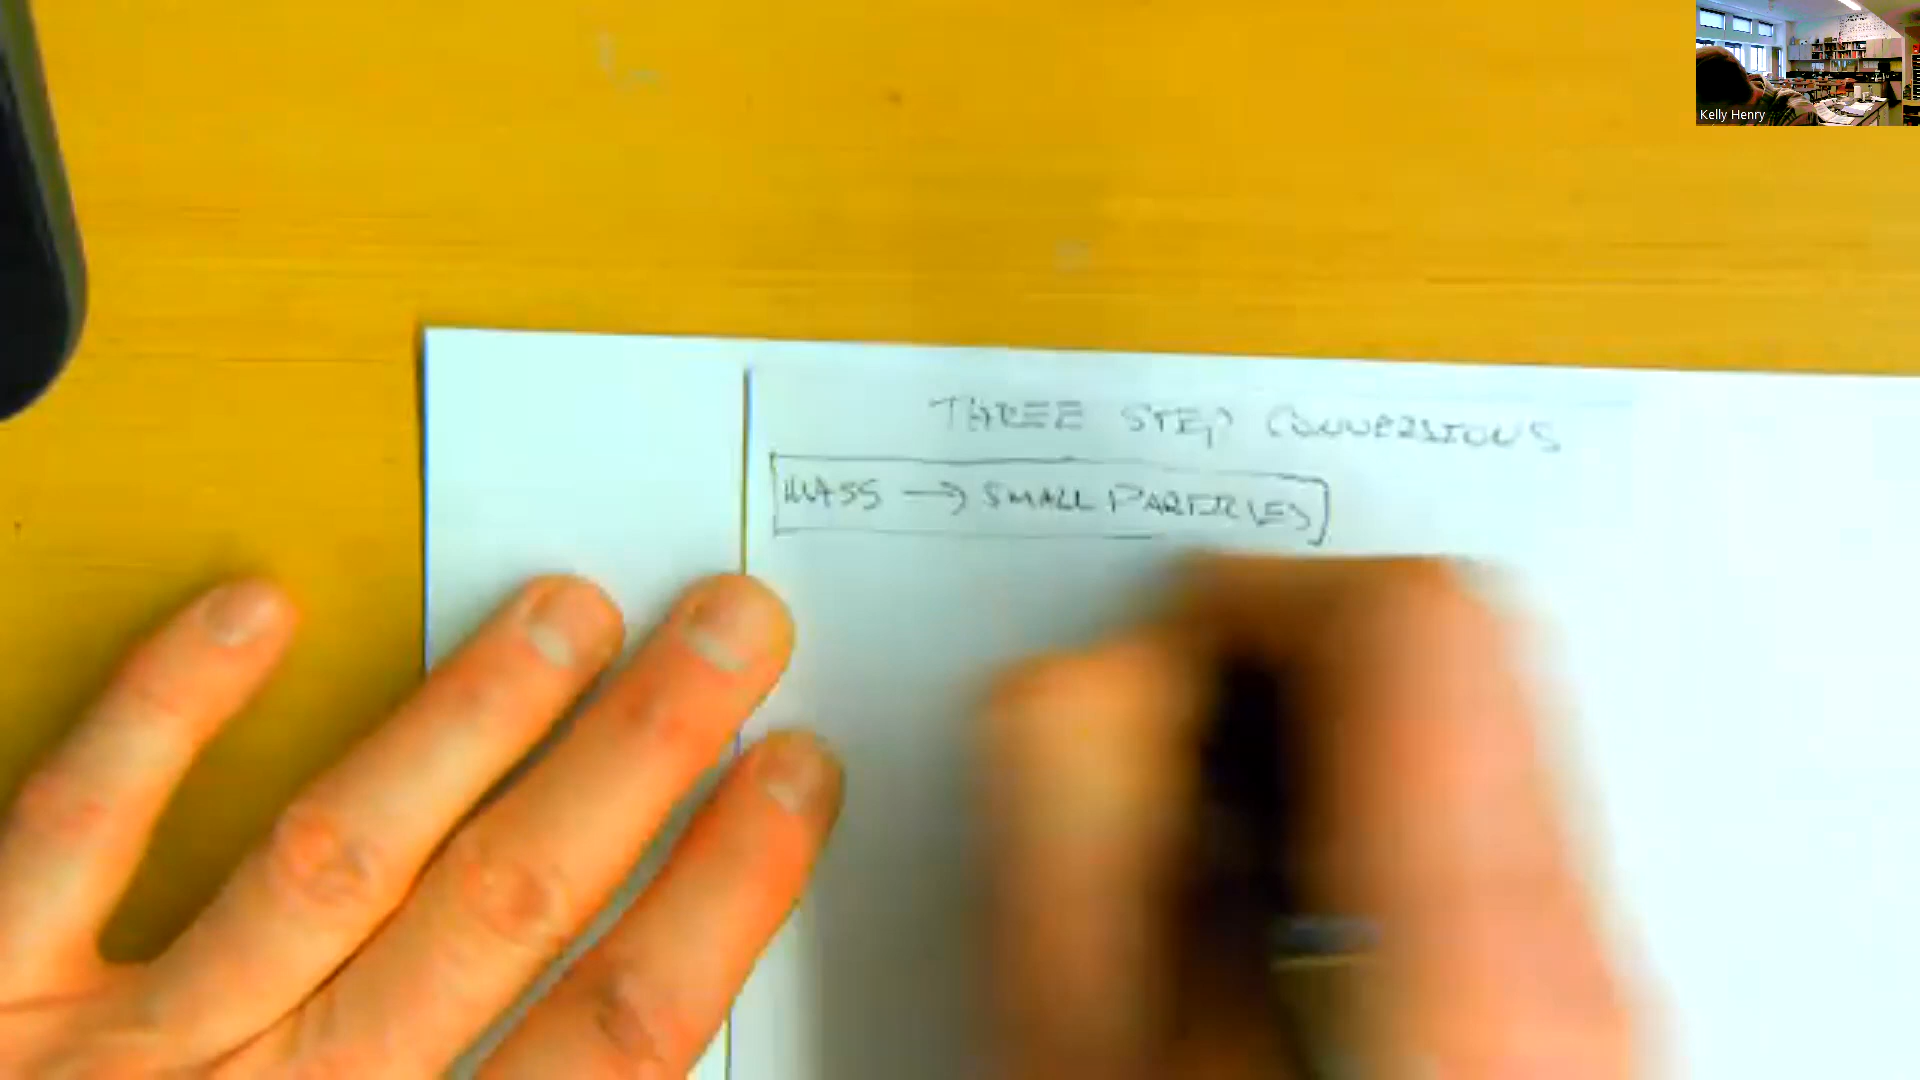 Kelly Henry
THREE STEP CONVERSIONS
MASS → SMALL PARTICLES